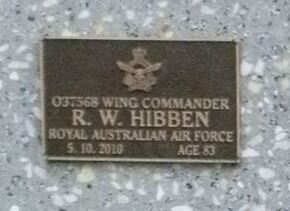 O37568 WING COMMANDER
R. W. HIBBEN
ROYAL AUSTRALIAN AIR FORCE
5. 10. 2010 AGE 83